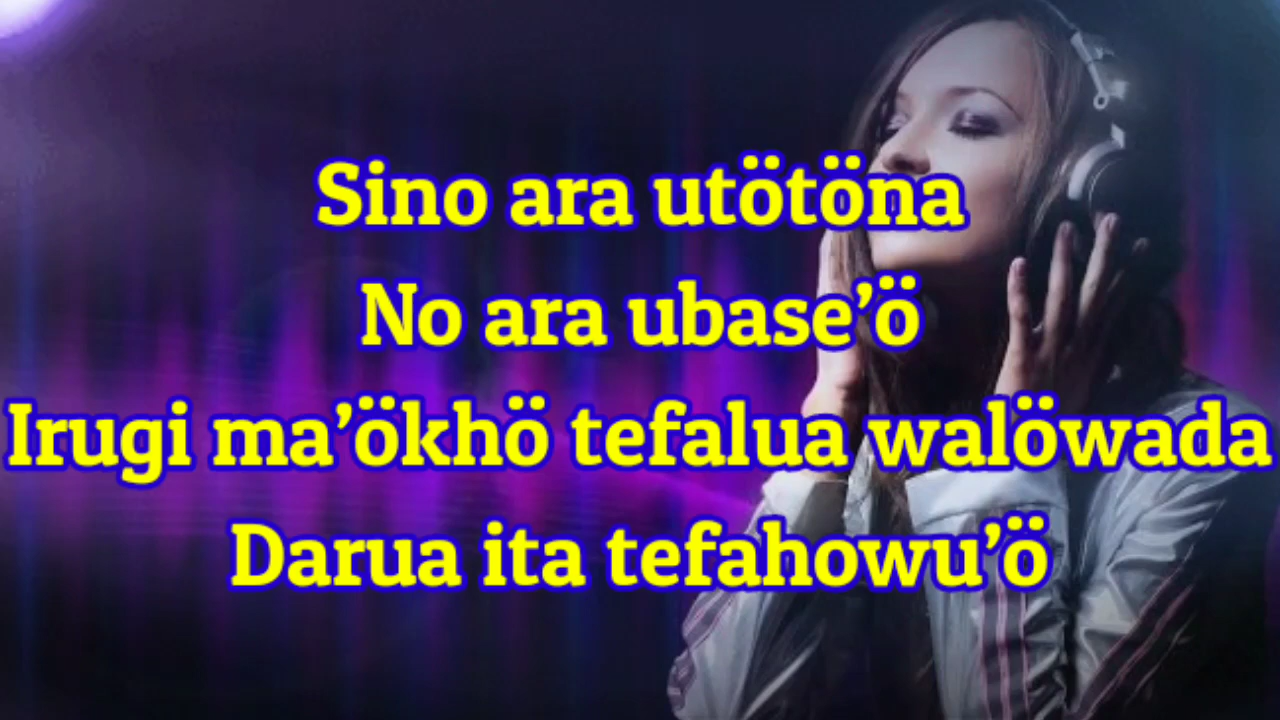 Sino ara utötöna
No ara ubase’ö
Irugi ma’ökhö tefalua walöwada
Darua ita tefahowu’ö